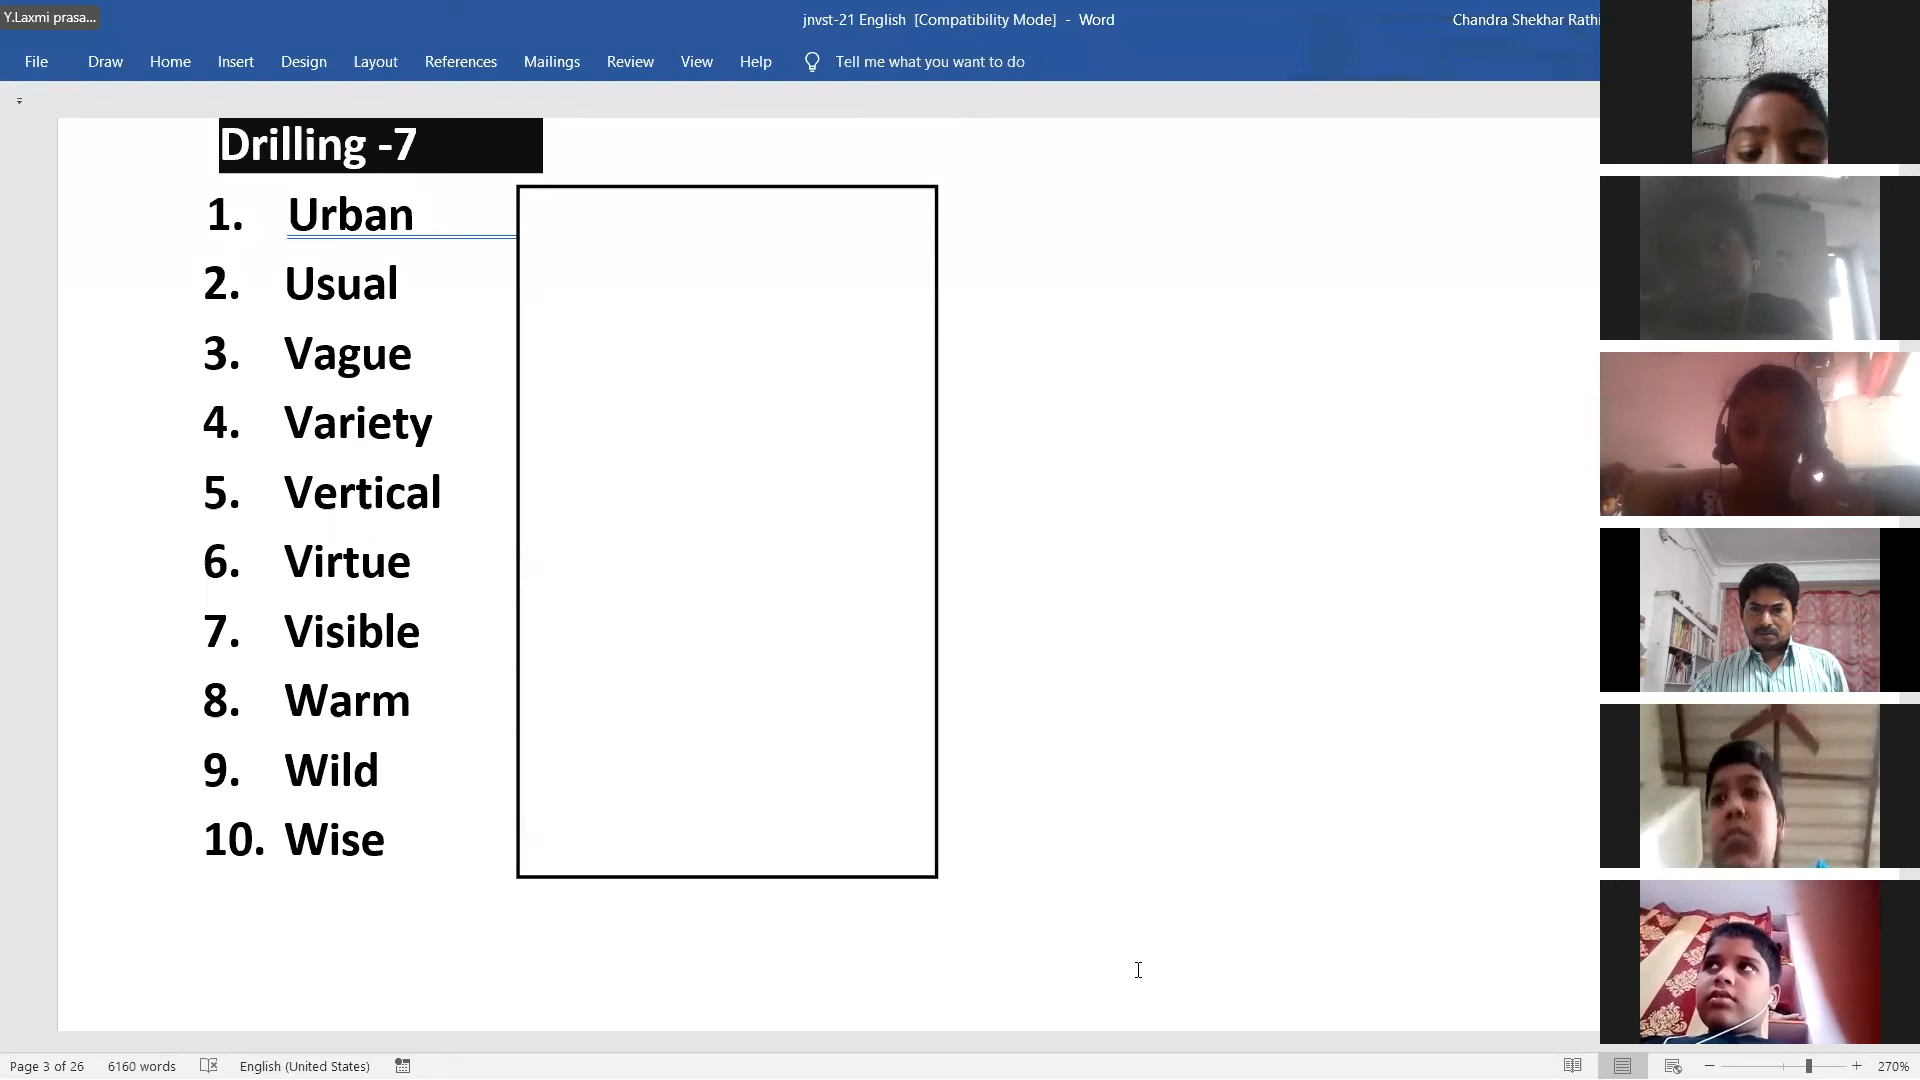 Y.Laxmi prasa...
jnvst-21 English [Compatibility Mode] - Word
Chandra Shekhar Rathi
File Draw Home Insert Design Layout References Mailings Review View Help Tell me what you want to do
Drilling -7
1. Urban
2. Usual
3. Vague
4. Variety
5. Vertical
6. Virtue
7. Visible
8. Warm
9. Wild
10. Wise
Page 3 of 26 6160 words English (United States) 270%